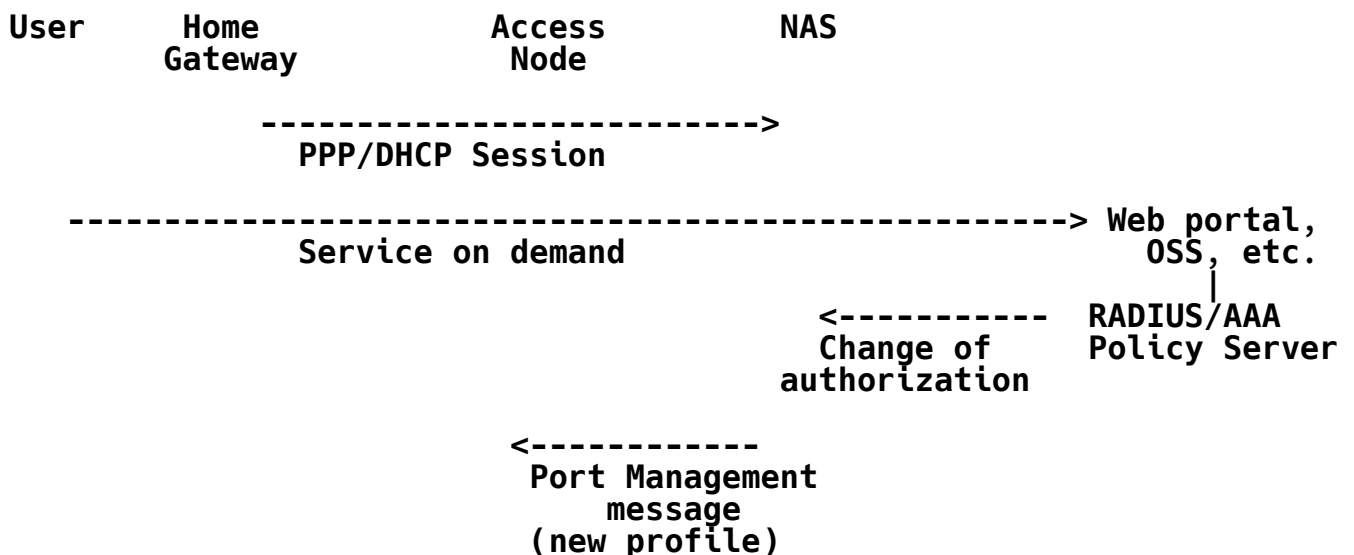 User Home Access NAS
Gateway Node
-------------------------->
PPP/DHCP Session
----------------------------------------------------> Web portal,
Service on demand OSS, etc.
|
<----------- RADIUS/AAA
Change of Policy Server
authorization
<------------
Port Management
message
(new profile)